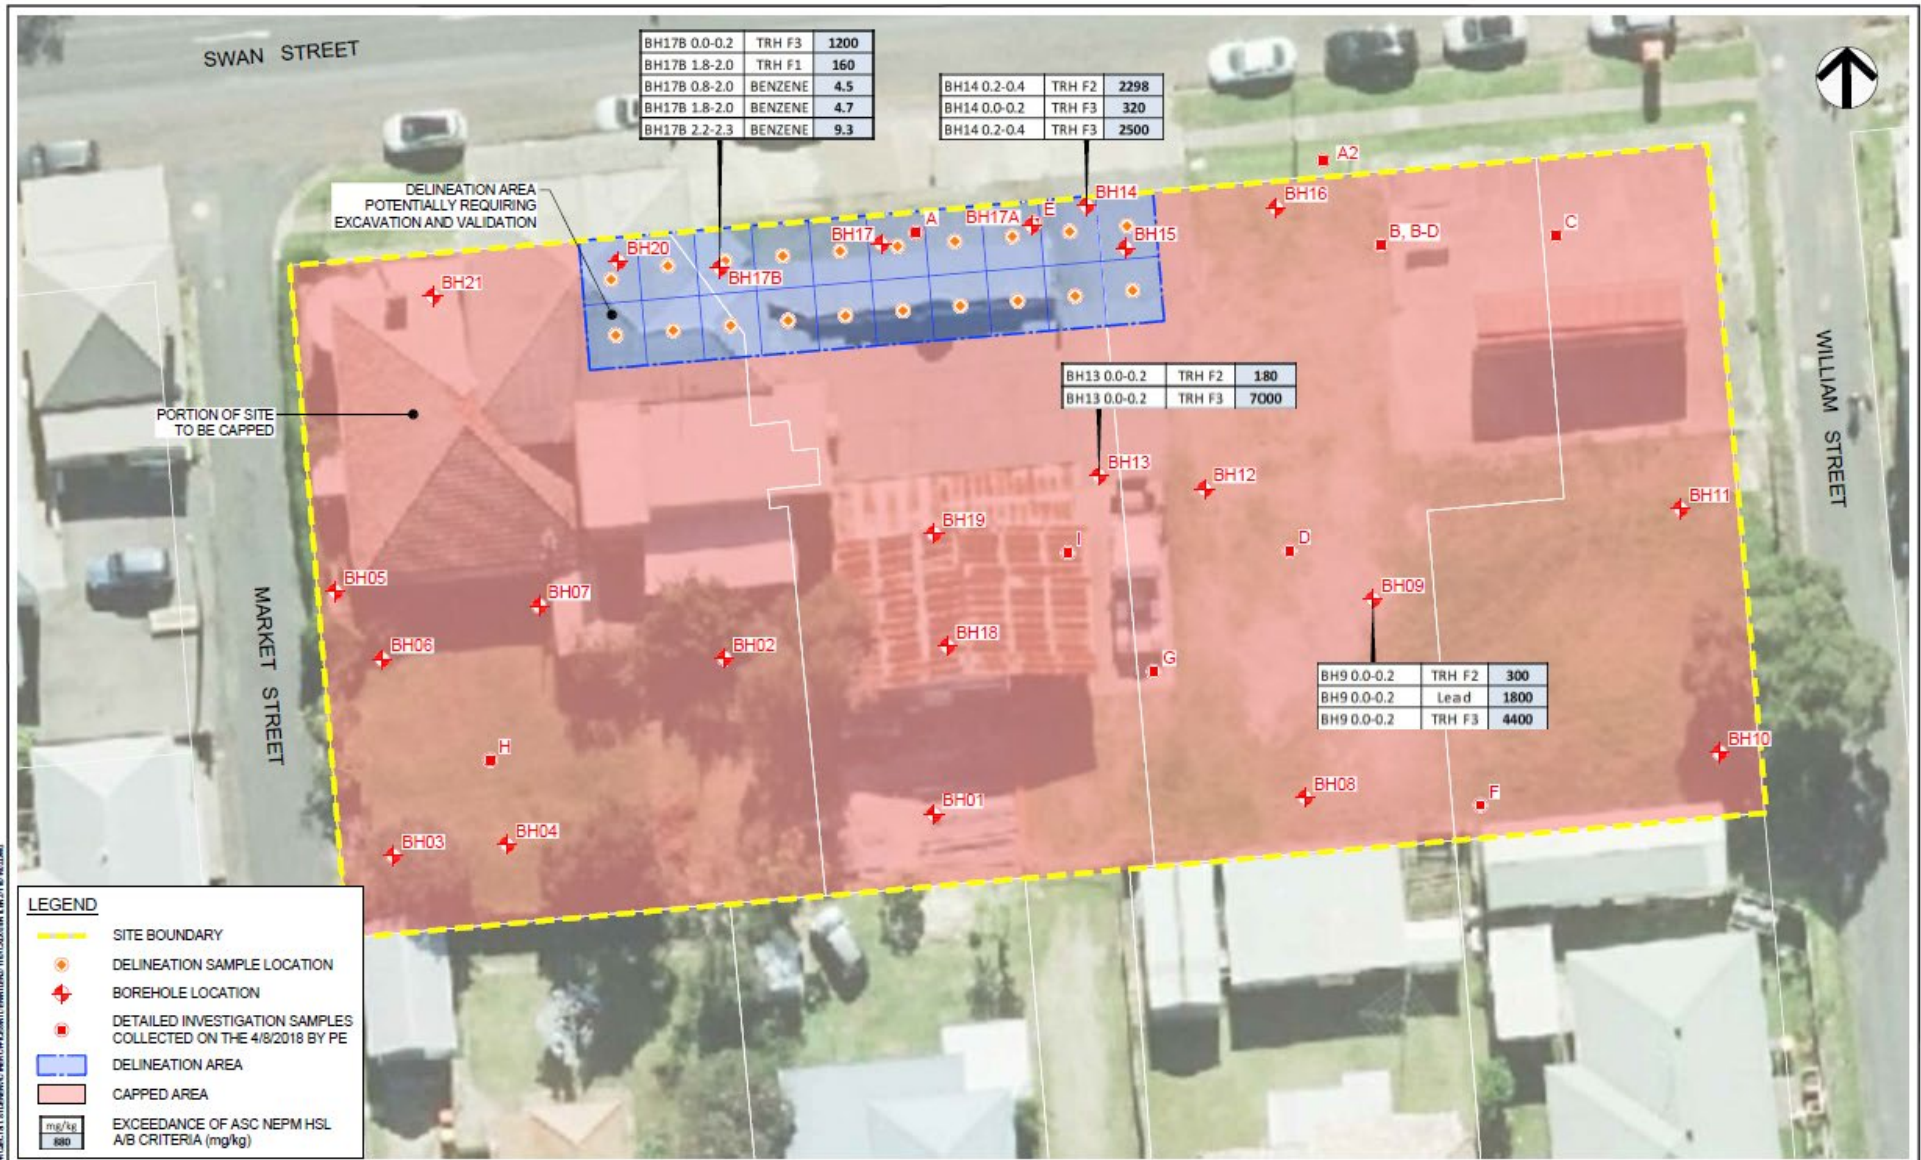 SWAN STREET
BH17B 0.0-0.2 TRH F3 1200
BH17B 1.8-2.0 TRH F1 160
BH17B 0.8-2.0 BENZENE 4.5
BH17B 1.8-2.0 BENZENE 4.7
BH17B 2.2-2.3 BENZENE 9.3
BH14 0.2-0.4 TRH F2 2298
BH14 0.0-0.2 TRH F3 320
BH14 0.2-0.4 TRH F3 2500
A2
DELINEATION AREA
POTENTIALLY REQUIRING
EXCAVATION AND VALIDATION
BH14
BH16
A
BH17A
E
BH17
BH15
B, B-D
C
BH20
BH17B
BH21
WILLIAM STREET
BH13 0.0-0.2 TRH F2 180
BH13 0.0-0.2 TRH F3 7000
PORTION OF SITE
TO BE CAPPED
BH13
BH12
BH11
BH19
I
D
BH05
BH07
BH09
MARKET STREET
BH06
BH02
BH18
G
BH9 0.0-0.2 TRH F2 300
BH9 0.0-0.2 Lead 1800
BH9 0.0-0.2 TRH F3 4400
H
BH10
BH08
F
BH01
BH03
BH04
LEGEND
SITE BOUNDARY
DELINEATION SAMPLE LOCATION
BOREHOLE LOCATION
DETAILED INVESTIGATION SAMPLES
COLLECTED ON THE 4/8/2018 BY PE
DELINEATION AREA
CAPPED AREA
mg/kg
880
EXCEEDANCE OF ASC NEPM HSL
A/B CRITERIA (mg/kg)